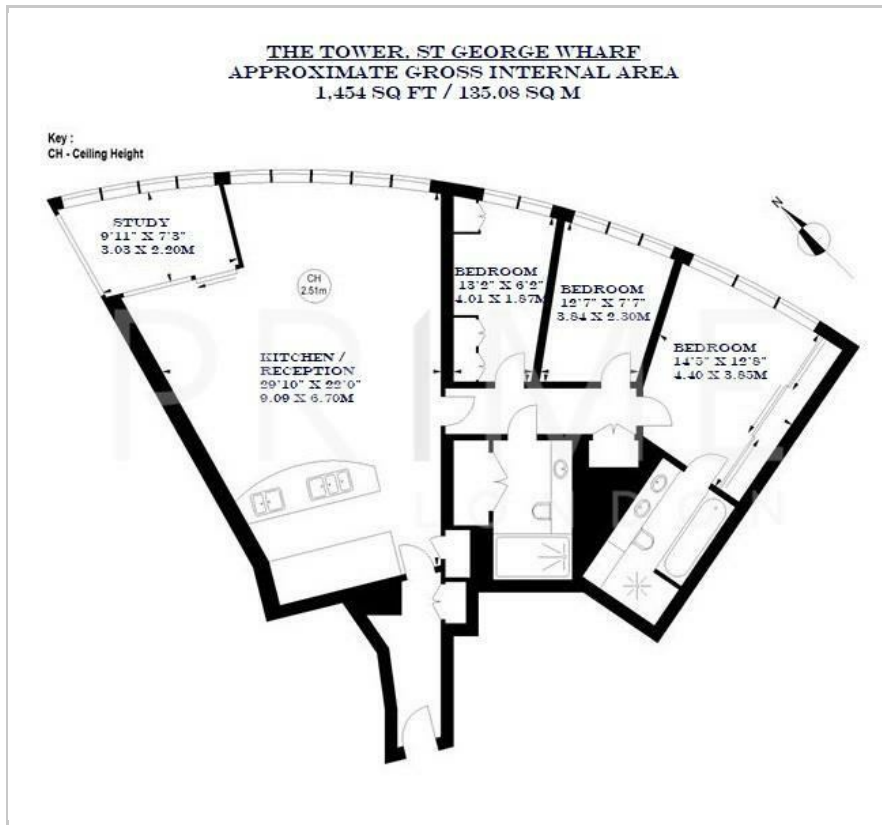 THE TOWER, ST GEORGE WHARF
APPROXIMATE GROSS INTERNAL AREA
1,454 SQ FT / 135.08 SQ M
Key :
CH - Ceiling Height
N
STUDY
9'11" X 7'3"
3.03 X 2.20M
CH
2.51m
BEDROOM
13'2" X 6'2"
4.01 X 1.87M
BEDROOM
12'7" X 7'7"
3.84 X 2.30M
BEDROOM
14'5" X 12'8"
4.40 X 3.85M
KITCHEN /
RECEPTION
29'10" X 22'0"
9.09 X 6.70M
PRIME
LONDON